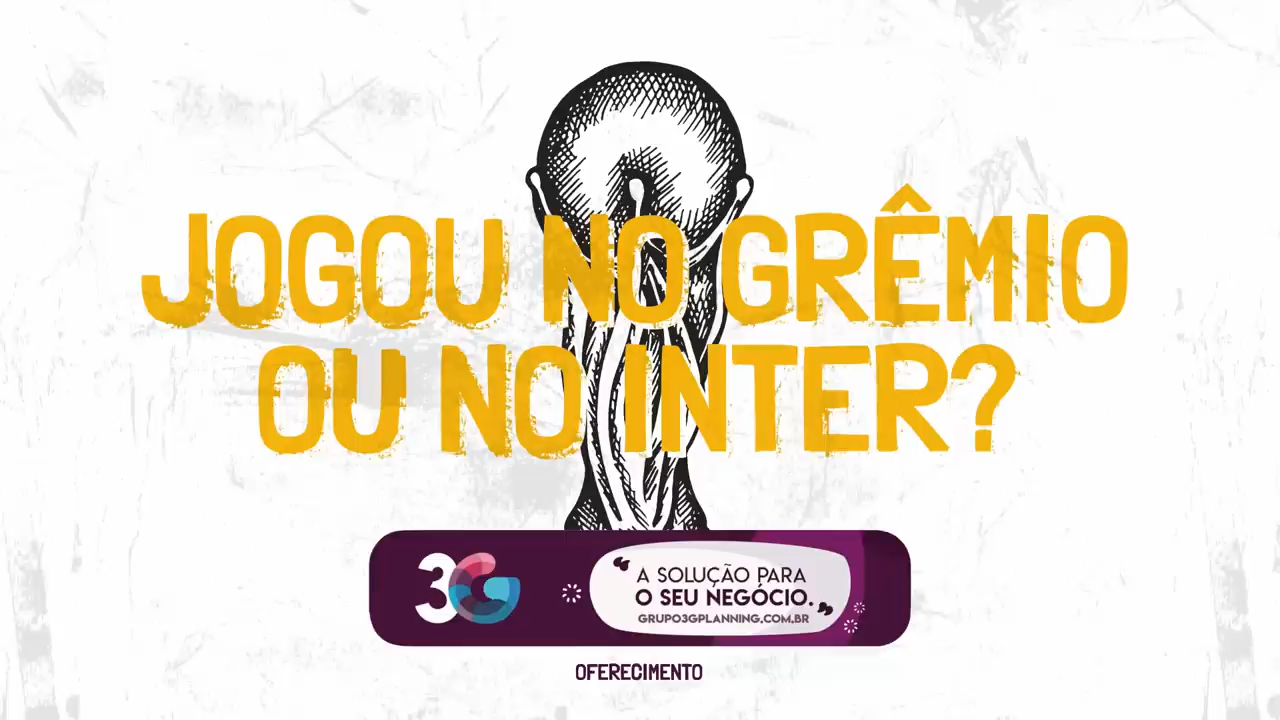 JOGOU NO GRÊMIO
OU NO INTER?
3G
“A SOLUÇÃO PARA
O SEU NEGÓCIO.”
GRUPO3GPLANNING.COM.BR
OFERECIMENTO